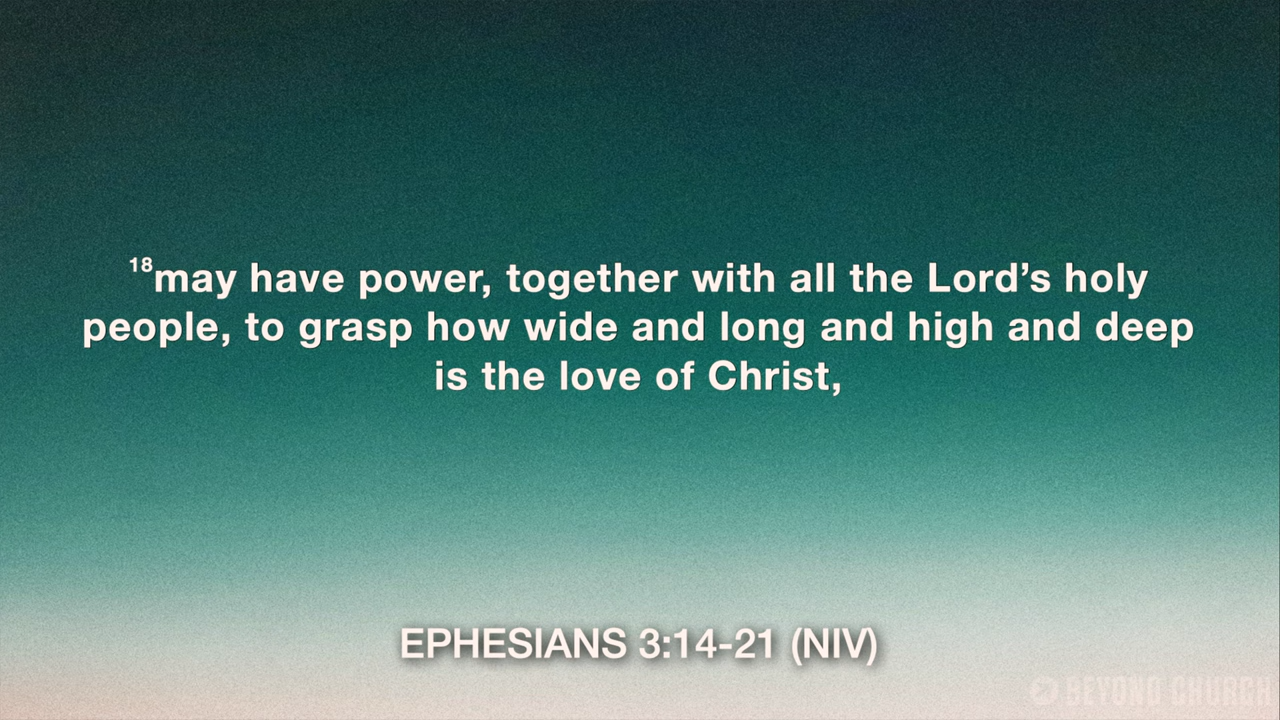 18may have power, together with all the Lord’s holy
people, to grasp how wide and long and high and deep
is the love of Christ,
EPHESIANS 3:14-21 (NIV)
BEYOND CHURCH